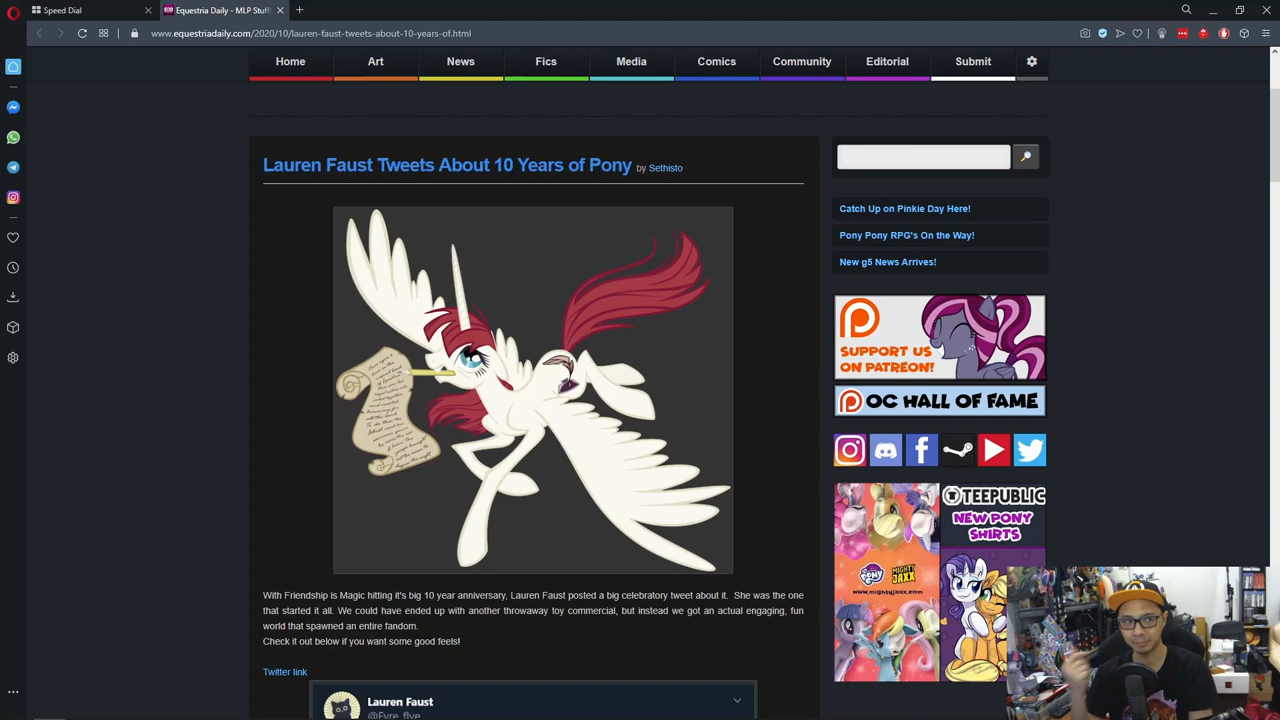 Speed Dial
Equestria Daily - MLP Stuff
www.equestriadaily.com/2020/10/lauren-faust-tweets-about-10-years-of.html
Home Art News Fics Media Comics Community Editorial Submit
Lauren Faust Tweets About 10 Years of Pony by Sethisto
Catch Up on Pinkie Day Here!
Pony Pony RPG's On the Way!
New g5 News Arrives!
SUPPORT US
ON PATREON!
OC HALL OF FAME
TEEPUBLIC
NEW PONY
SHIRTS
MIGHTY
JAXX
www.mightyjaxx.com
With Friendship is Magic hitting it's big 10 year anniversary, Lauren Faust posted a big celebratory tweet about it. She was the one
that started it all. We could have ended up with another throwaway toy commercial, but instead we got an actual engaging, fun
world that spawned an entire fandom.
Check it out below if you want some good feels!
Twitter link
Lauren Faust
@Fyre_flye